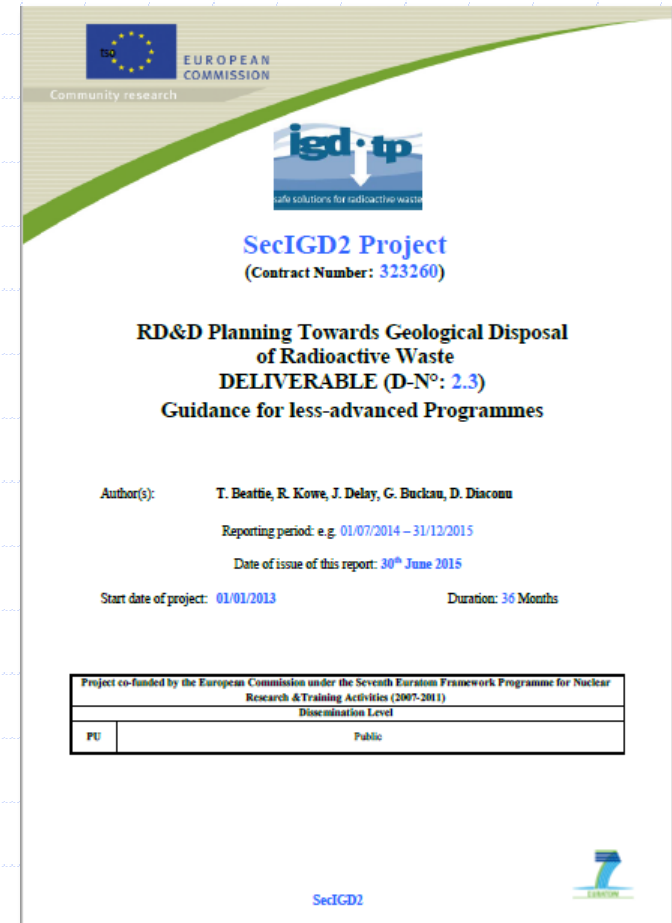 tso
EUROPEAN
COMMISSION
Community research
igd·tp
safe solutions for radioactive waste
SecIGD2 Project
(Contract Number: 323260)
RD&D Planning Towards Geological Disposal
of Radioactive Waste
DELIVERABLE (D-N°: 2.3)
Guidance for less-advanced Programmes
Author(s): T. Beattie, R. Kowe, J. Delay, G. Buckau, D. Diaconu
Reporting period: e.g. 01/07/2014 – 31/12/2015
Date of issue of this report: 30th June 2015
Start date of project: 01/01/2013 Duration: 36 Months
Project co-funded by the European Commission under the Seventh Euratom Framework Programme for Nuclear
Research &Training Activities (2007-2011)
Dissemination Level
PU Public
7
EURATOM
SecIGD2